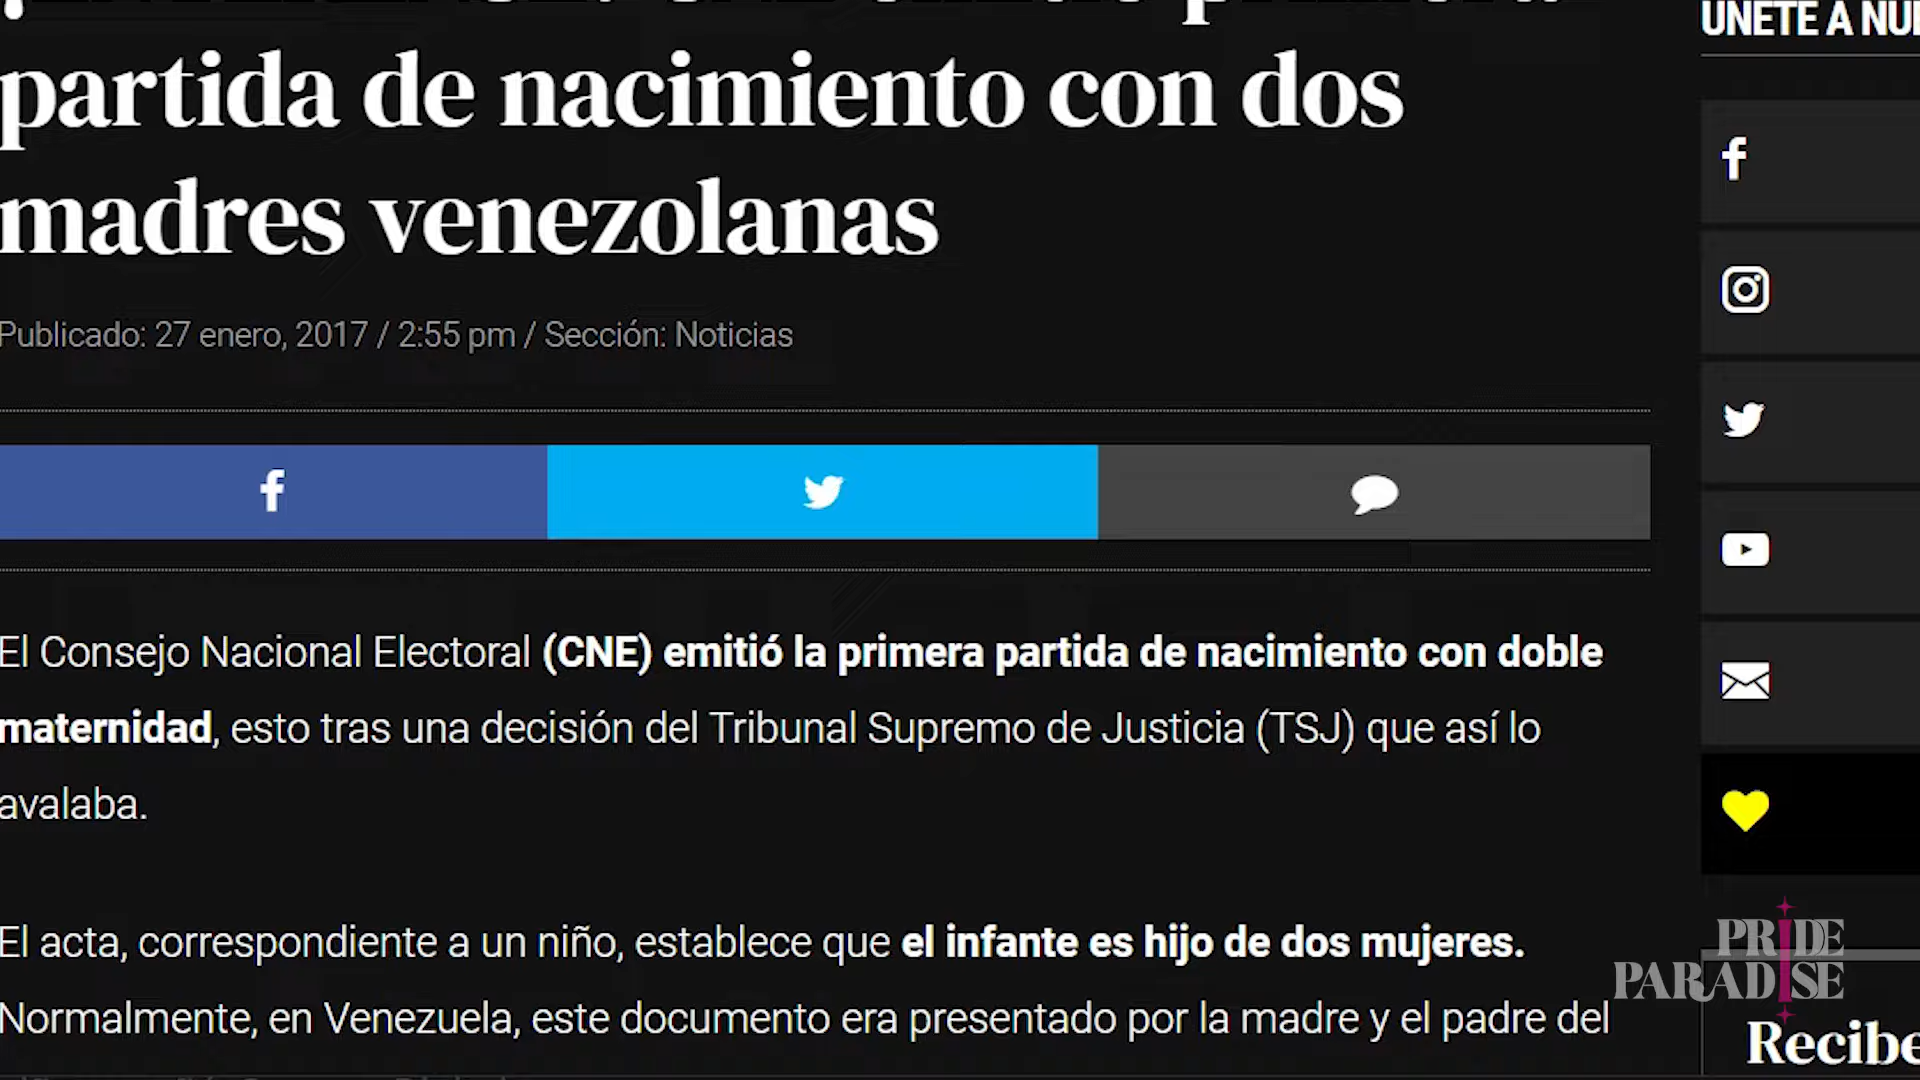 partida de nacimiento con dos
madres venezolanas
Publicado: 27 enero, 2017 / 2:55 pm / Sección: Noticias
El Consejo Nacional Electoral (CNE) emitió la primera partida de nacimiento con doble
maternidad, esto tras una decisión del Tribunal Supremo de Justicia (TSJ) que así lo
avalaba.
El acta, correspondiente a un niño, establece que el infante es hijo de dos mujeres.
Normalmente, en Venezuela, este documento era presentado por la madre y el padre del
ÚNETE A
PRIDE
PARADISE
Recibe